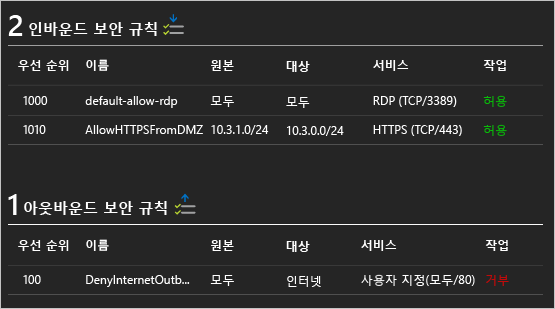 2 인바운드 보안 규칙
우선 순위 이름 원본 대상 서비스 작업
1000 default-allow-rdp 모두 모두 RDP (TCP/3389) 허용
1010 AllowHTTPSFromDMZ 10.3.1.0/24 10.3.0.0/24 HTTPS (TCP/443) 허용
1 아웃바운드 보안 규칙
우선 순위 이름 원본 대상 서비스 작업
100 DenyInternetOutb... 모두 인터넷 사용자 지정(모두/80) 거부